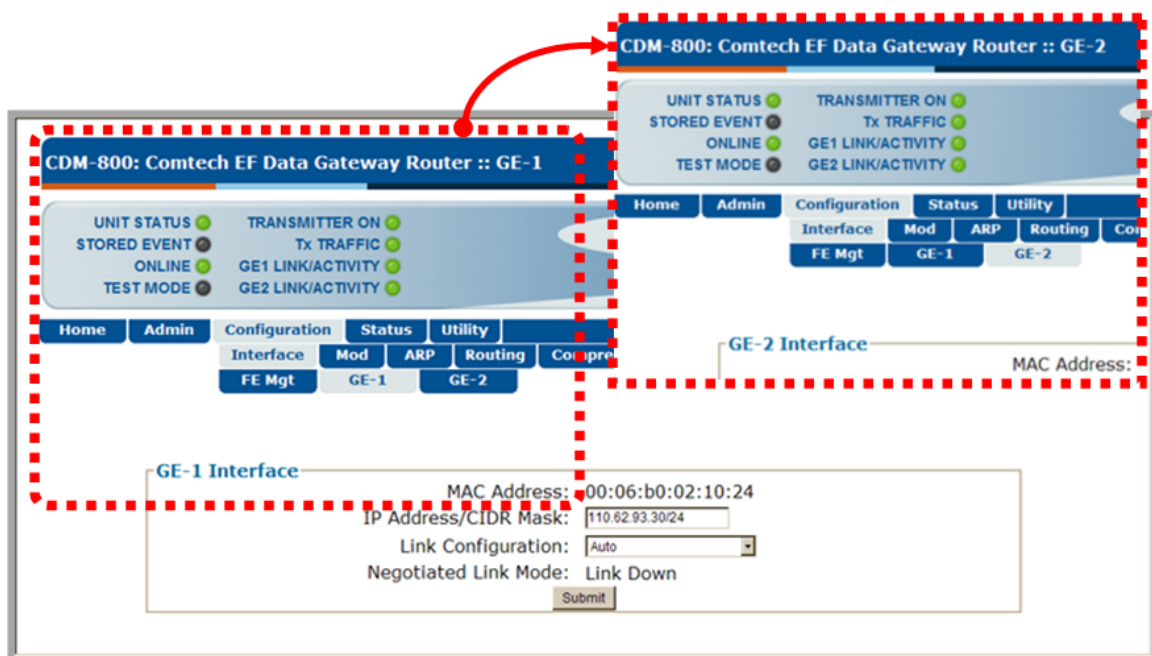 CDM-800: Comtech EF Data Gateway Router :: GE-2
UNIT STATUS TRANSMITTER ON
STORED EVENT Tx TRAFFIC
ONLINE GE1 LINK/ACTIVITY
TEST MODE GE2 LINK/ACTIVITY
Home Admin Configuration Status Utility
Interface Mod ARP Routing Com
FE Mgt GE-1 GE-2
GE-2 Interface
MAC Address:
CDM-800: Comtech EF Data Gateway Router :: GE-1
UNIT STATUS TRANSMITTER ON
STORED EVENT Tx TRAFFIC
ONLINE GE1 LINK/ACTIVITY
TEST MODE GE2 LINK/ACTIVITY
Home Admin Configuration Status Utility
Interface Mod ARP Routing Compre
FE Mgt GE-1 GE-2
GE-1 Interface
MAC Address: 00:06:b0:02:10:24
IP Address/CIDR Mask: 110.62.93.30/24
Link Configuration: Auto
Negotiated Link Mode: Link Down
Submit